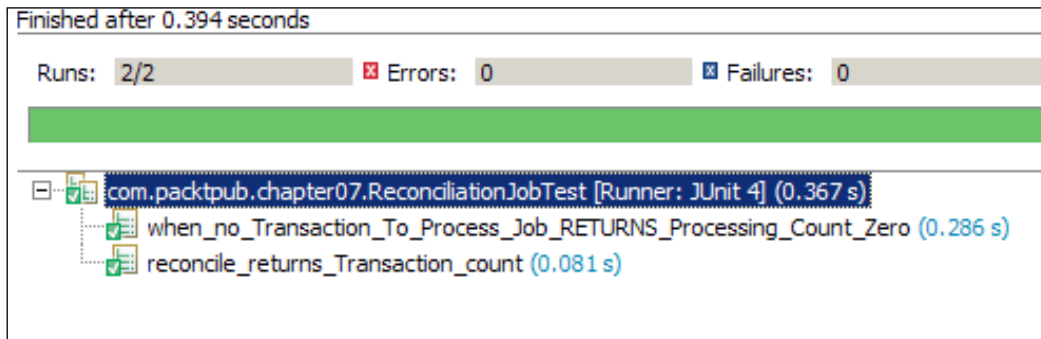 Finished after 0.394 seconds
Runs: 2/2 Errors: 0 Failures: 0
com.packtpub.chapter07.ReconciliationJobTest [Runner: JUnit 4] (0.367 s)
when_no_Transaction_To_Process_Job_RETURNS_Processing_Count_Zero (0.286 s)
reconcile_returns_Transaction_count (0.081 s)